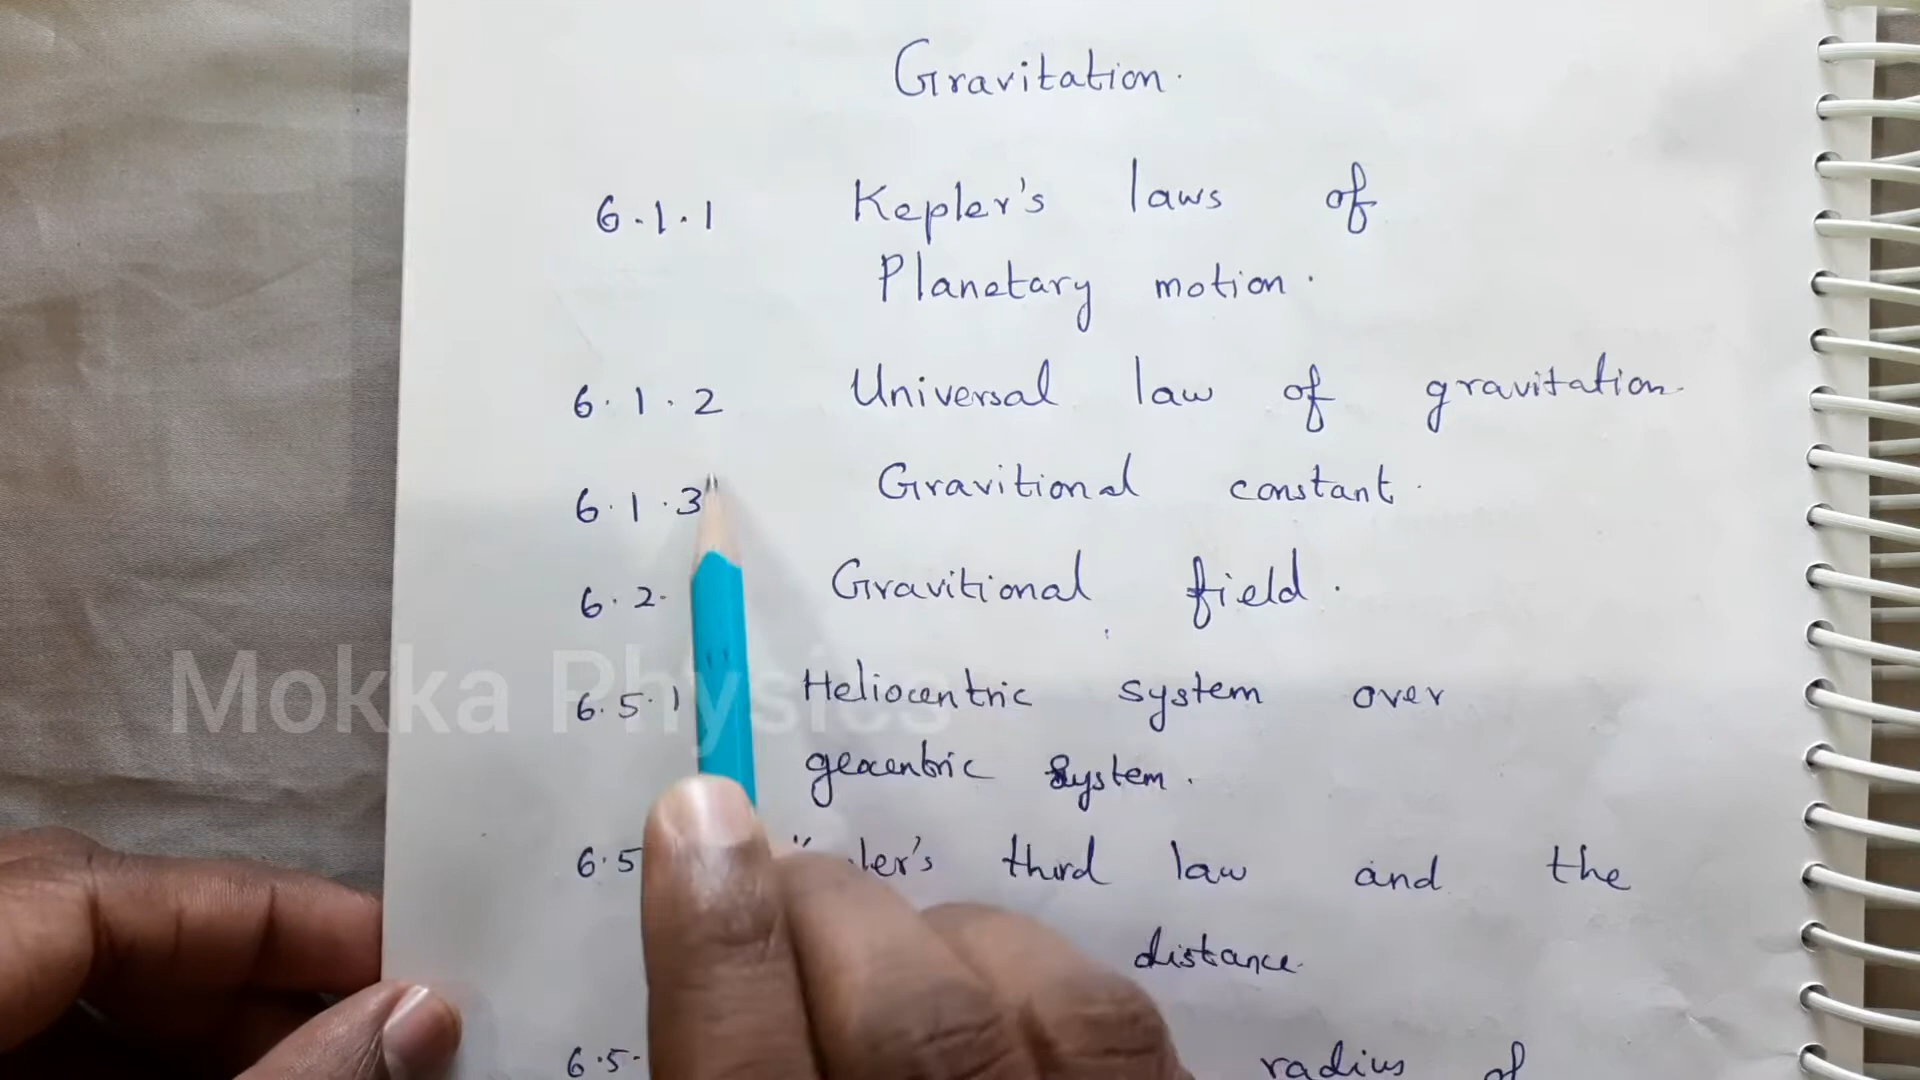 Gravitation.
6.1.1 Kepler's laws of
Planetary motion.
6.1.2 Universal law of gravitation.
6.1.3 Gravitional constant.
6.2. Gravitional field.
6.5.1 Heliocentric system over
geocentric system.
6.5 ler's third law and the
distance.
6.5. radius of
Mokka Physics